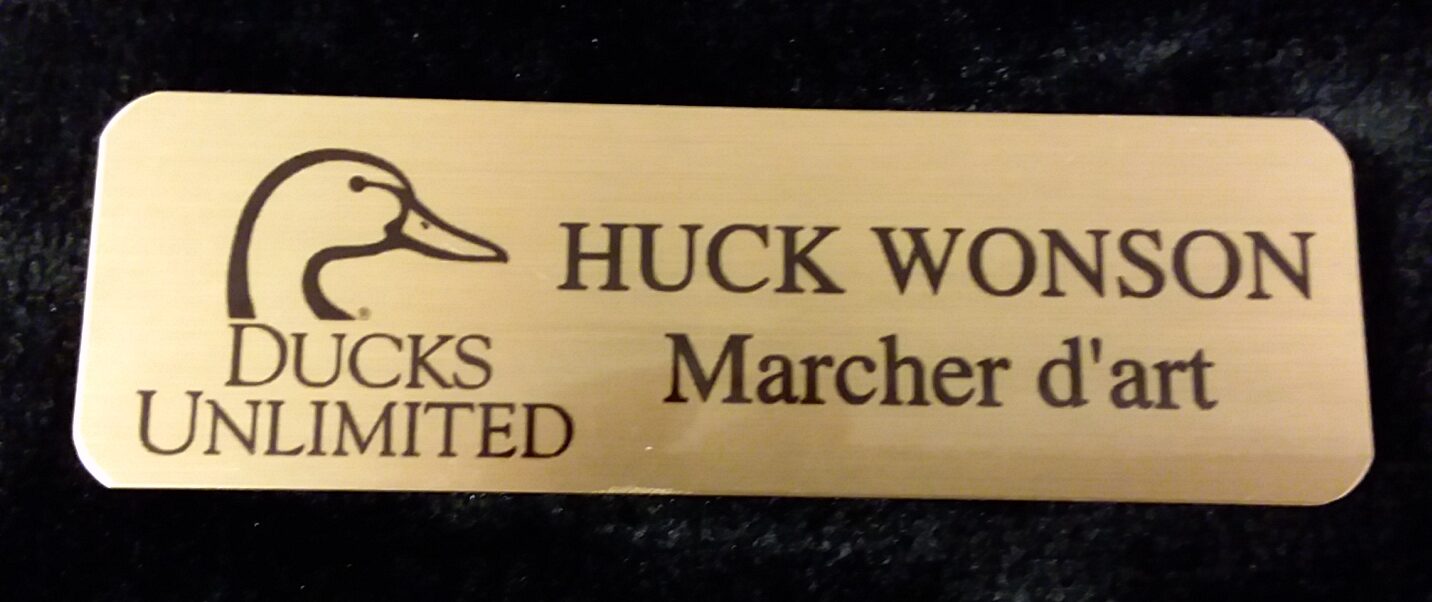 DUCKS
UNLIMITED
HUCK WONSON
Marcher d'art